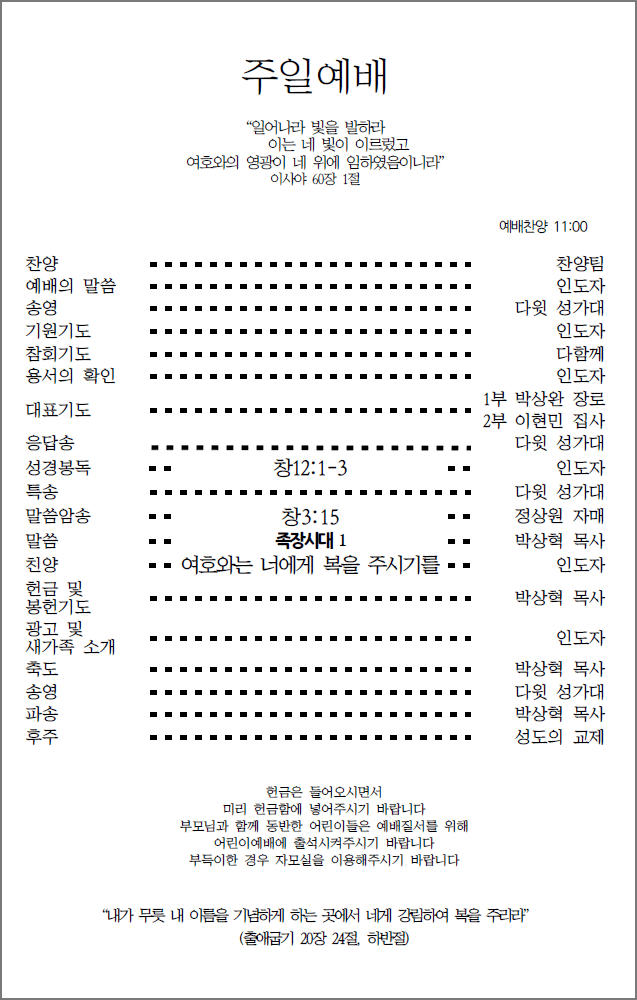 주일예배
“일어나라 빛을 발하라
이는 네 빛이 이르렀고
여호와의 영광이 네 위에 임하였음이니라”
이사야 60장 1절
예배찬양 11:00
찬양 찬양팀
예배의 말씀 인도자
송영 다윗 성가대
기원기도 인도자
참회기도 다함께
용서의 확인 인도자
대표기도 1부 박상완 장로
2부 이현민 집사
응답송 다윗 성가대
성경봉독 창12:1-3 인도자
특송 다윗 성가대
말씀암송 창3:15 정상원 자매
말씀 족장시대 1 박상혁 목사
친양 여호와는 너에게 복을 주시기를 인도자
헌금 및
봉헌기도 박상혁 목사
광고 및
새가족 소개 인도자
축도 박상혁 목사
송영 다윗 성가대
파송 박상혁 목사
후주 성도의 교제
헌금은 들어오시면서
미리 헌금함에 넣어주시기 바랍니다
부모님과 함께 동반한 어린이들은 예배질서를 위해
어린이예배에 출석시켜주시기 바랍니다
부득이한 경우 자모실을 이용해주시기 바랍니다
“내가 무릇 내 이름을 기념하게 하는 곳에서 네게 강림하여 복을 주리라”
(출애굽기 20장 24절, 하반절)